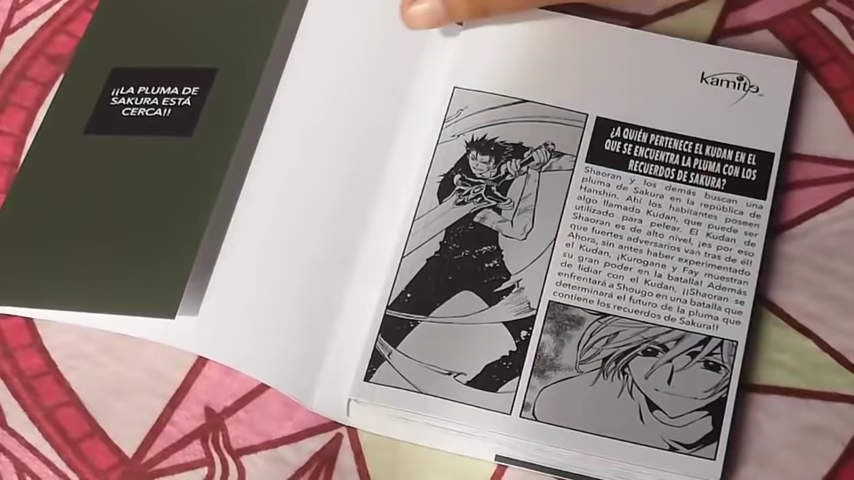 ¡¡LA PLUMA DE
SAKURA ESTÁ
CERCA!!
kamite
¿A QUIÉN PERTENECE EL KUDAN EN EL
QUE SE ENCUENTRA LA PLUMA CON LOS
RECUERDOS DE SAKURA?
Shaoran y los demás buscan una
pluma de Sakura en la república de
Hanshin. Ahí los habitantes poseen
algo llamado Kudan, que puede ser
utilizado para pelear. El Kudan de
Shaoran es de alto nivel, ¡es por eso
que fuertes adversarios van tras de él!
Ahora, sin antes haber experimentado
el poder del Kudan, ¡Kurogane y Fay muestran
su gran poder en la batalla! Además
de lidiar con el Kudan, ¡¡Shaoran se
enfrentará a Shougo en una batalla que
determinará el futuro de la pluma que
contiene los recuerdos de Sakura!!